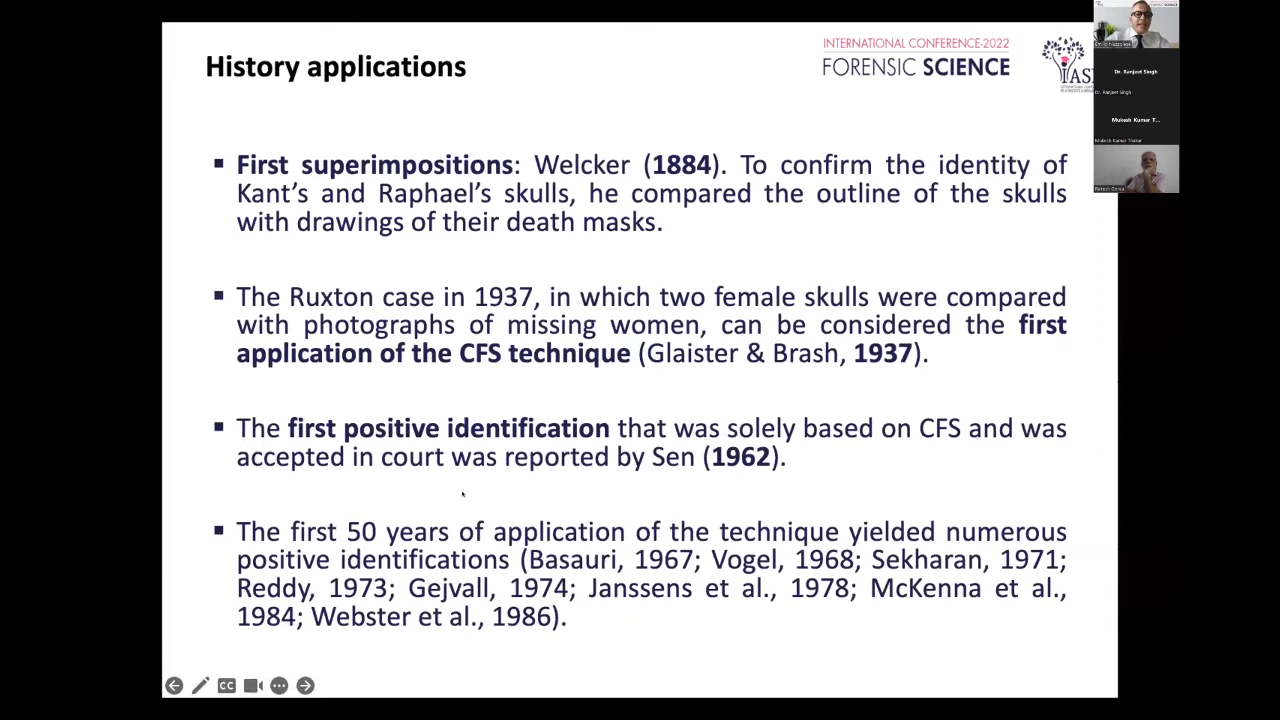 History applications
INTERNATIONAL CONFERENCE-2022
FORENSIC SCIENCE
IAS
▪ First superimpositions: Welcker (1884). To confirm the identity of
Kant's and Raphael's skulls, he compared the outline of the skulls
with drawings of their death masks.
▪ The Ruxton case in 1937, in which two female skulls were compared
with photographs of missing women, can be considered the first
application of the CFS technique (Glaister & Brash, 1937).
▪ The first positive identification that was solely based on CFS and was
accepted in court was reported by Sen (1962).
▪ The first 50 years of application of the technique yielded numerous
positive identifications (Basauri, 1967; Vogel, 1968; Sekharan, 1971;
Reddy, 1973; Gejvall, 1974; Janssens et al., 1978; McKenna et al.,
1984; Webster et al., 1986).
CC
Dr. Ranjeet Singh
Dr. Ranjeet Singh
Mukesh Kumar T...
Mukesh Kumar Thakar